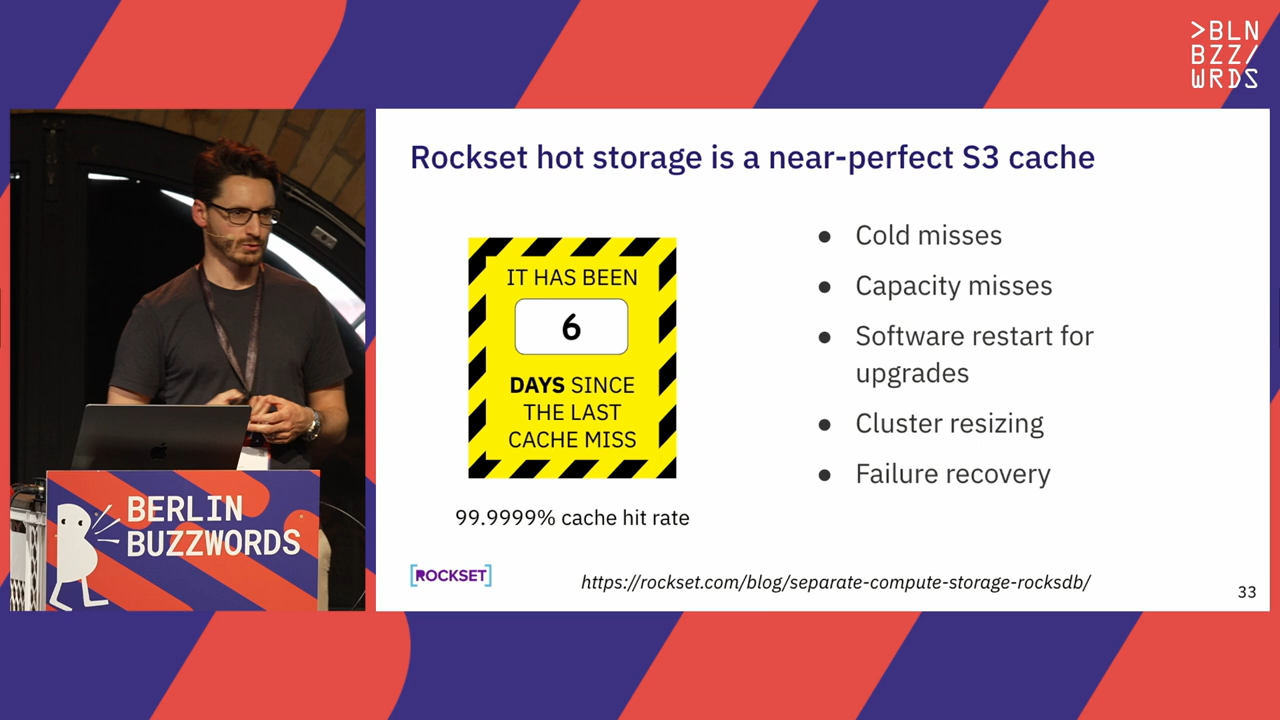 >BLN
BZZ/
WRDS
Rockset hot storage is a near-perfect S3 cache
IT HAS BEEN
6
DAYS SINCE
THE LAST
CACHE MISS
99.9999% cache hit rate
● Cold misses
● Capacity misses
● Software restart for
upgrades
● Cluster resizing
● Failure recovery
[ROCKSET]
https://rockset.com/blog/separate-compute-storage-rocksdb/
33
BERLIN
BUZZWORDS